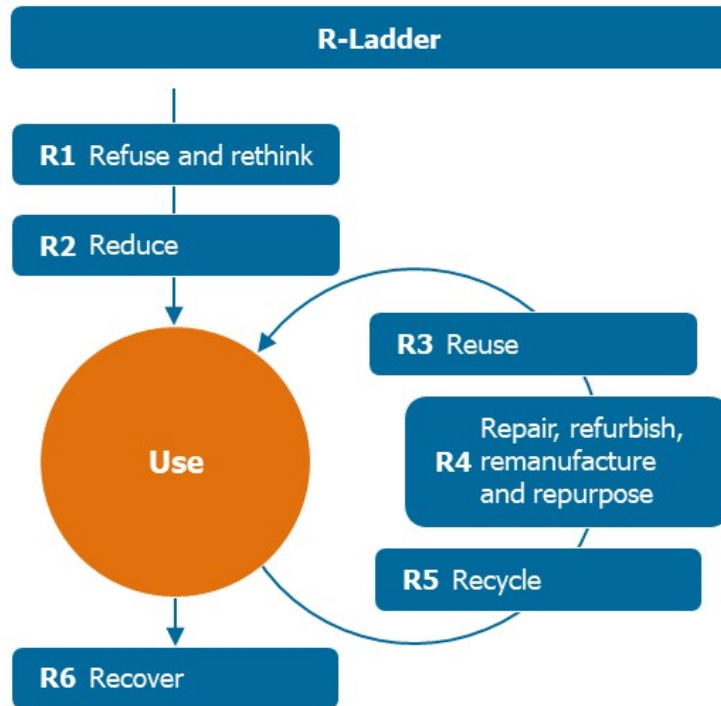 R-Ladder
R1 Refuse and rethink
R2 Reduce
Use
R3 Reuse
R4 Repair, refurbish,
remanufacture
and repurpose
R5 Recycle
R6 Recover